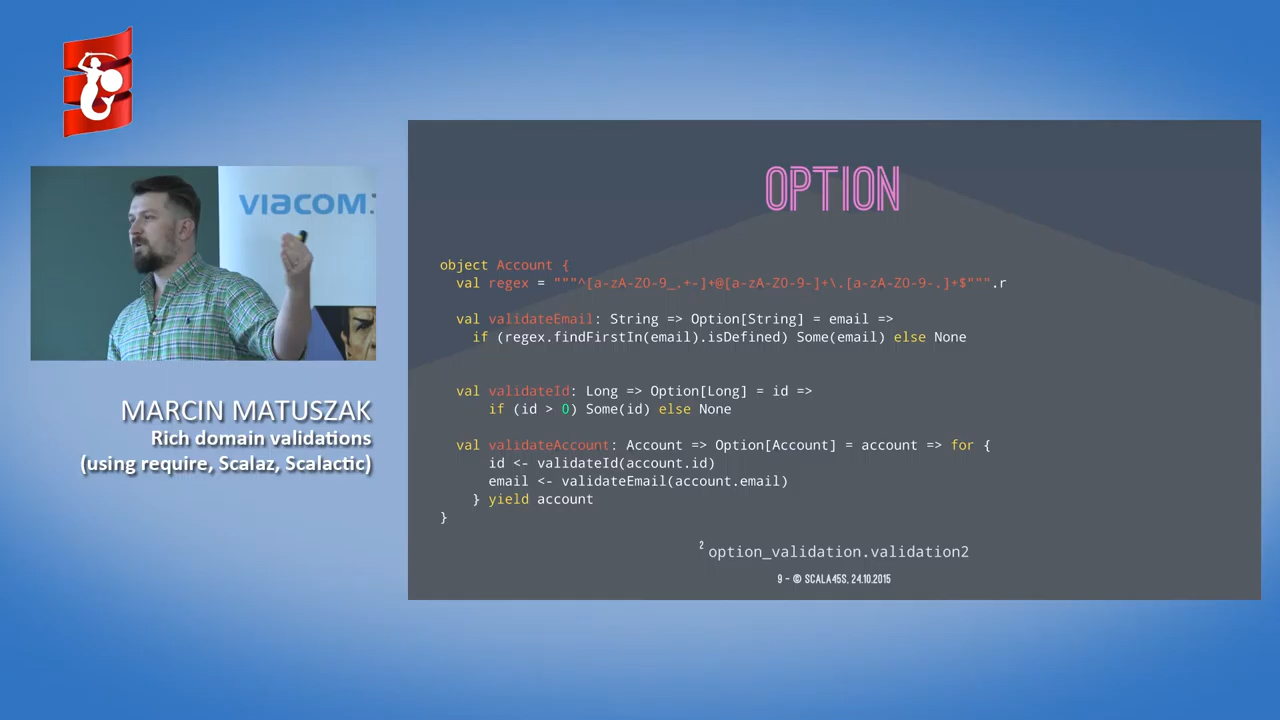 VIACOM
MARCIN MATUSZAK
Rich domain validations
(using require, Scalaz, Scalactic)
OPTION
object Account {
  val regex = """^[a-zA-Z0-9_.+-]+@[a-zA-Z0-9-]+\.[a-zA-Z0-9-.]+$""".r
  val validateEmail: String => Option[String] = email =>
    if (regex.findFirstIn(email).isDefined) Some(email) else None
  val validateId: Long => Option[Long] = id =>
      if (id > 0) Some(id) else None
  val validateAccount: Account => Option[Account] = account => for {
      id <- validateId(account.id)
      email <- validateEmail(account.email)
    } yield account
}
2 option_validation.validation2
9 - © SCALA45S, 24.10.2015